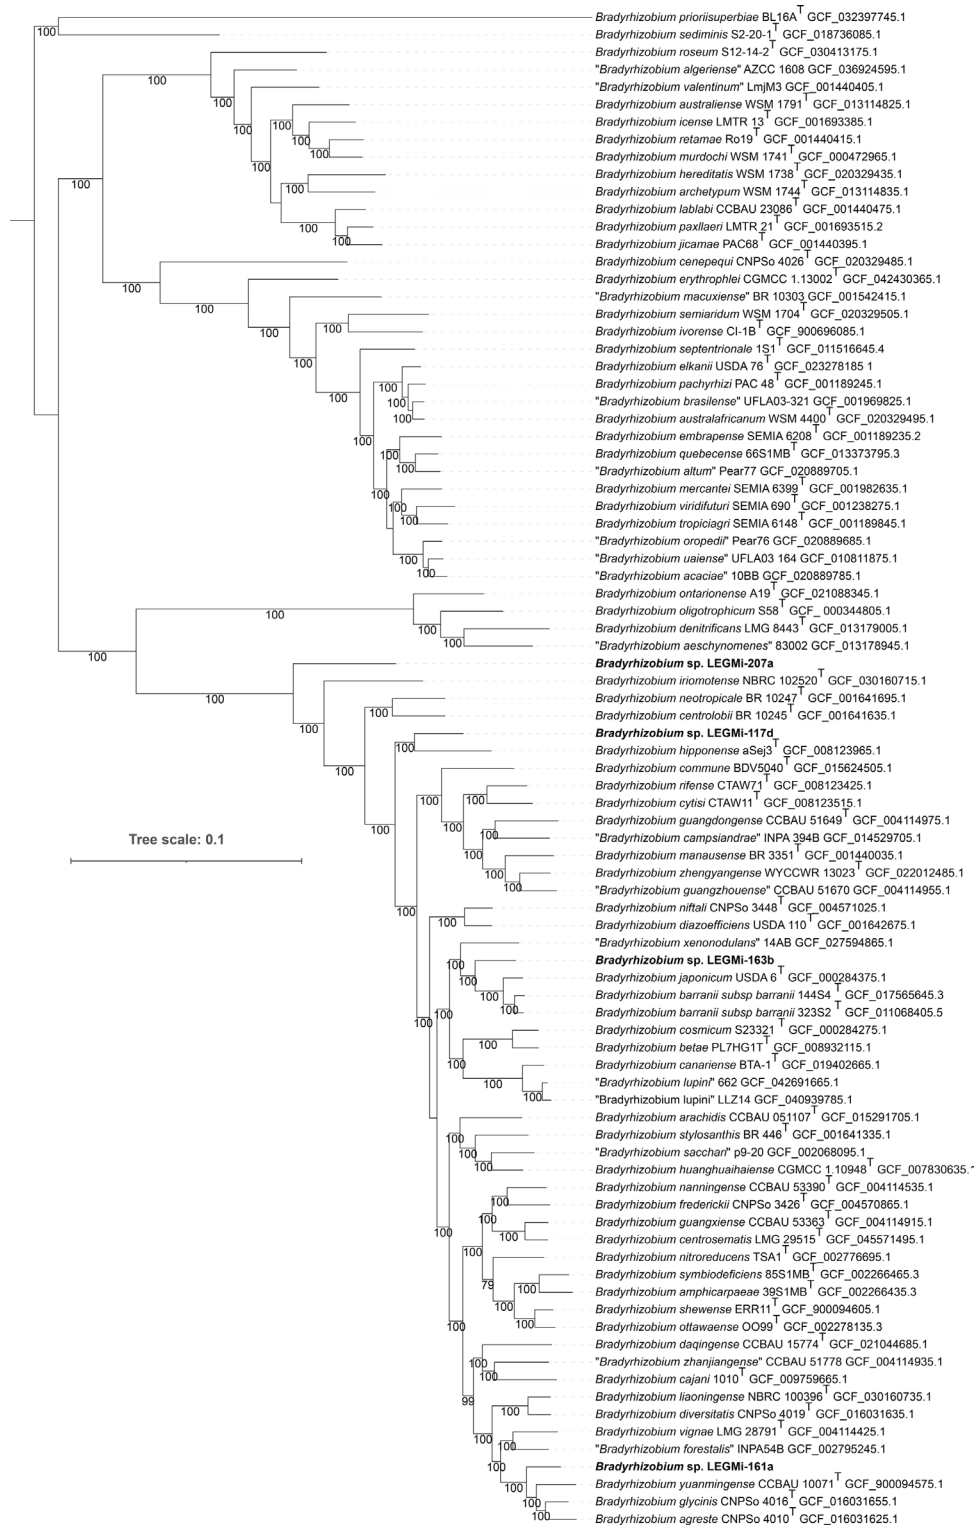 Bradyrhizobium prioriisuperbiae BL16A T GCF_032397745.1
Bradyrhizobium sediminis S2-20-1 T GCF_018736085.1
Bradyrhizobium roseum S12-14-2 T GCF_030413175.1
"Bradyrhizobium algeriense" AZCC 1608 GCF_036924595.1
"Bradyrhizobium valentinum" LmjM3 GCF_001440405.1
Bradyrhizobium australiense WSM 1791 T GCF_013114825.1
Bradyrhizobium icense LMTR 13 T GCF_001693385.1
Bradyrhizobium retamae Ro19 T GCF_001440415.1
Bradyrhizobium murdochi WSM 1741 T GCF_000472965.1
Bradyrhizobium hereditatis WSM 1738 T GCF_020329435.1
Bradyrhizobium archetypum WSM 1744 T GCF_013114835.1
Bradyrhizobium lablabi CCBAU 23086 T GCF_001440475.1
Bradyrhizobium paxllaeri LMTR 21 T GCF_001693515.2
Bradyrhizobium jicamae PAC68 T GCF_001440395.1
Bradyrhizobium cenepequi CNPSo 4026 T GCF_020329485.1
Bradyrhizobium erythrophlei CGMCC 1.13002 T GCF_042430365.1
"Bradyrhizobium macuxiense" BR 10303 GCF_001542415.1
Bradyrhizobium semiaridum WSM 1704 T GCF_020329505.1
Bradyrhizobium ivorense CI-1B T GCF_900696085.1
Bradyrhizobium septentrionale 1S1 T GCF_011516645.4
Bradyrhizobium elkanii USDA 76 T GCF_023278185 1
Bradyrhizobium pachyrhizi PAC 48 T GCF_001189245.1
"Bradyrhizobium brasilense" UFLA03-321 GCF_001969825.1
Bradyrhizobium australafricanum WSM 4400 T GCF_020329495.1
Bradyrhizobium embrapense SEMIA 6208 T GCF_001189235.2
Bradyrhizobium quebecense 66S1MB T GCF_013373795.3
"Bradyrhizobium altum" Pear77 GCF_020889705.1
Bradyrhizobium mercantei SEMIA 6399 T GCF_001982635.1
Bradyrhizobium viridifuturi SEMIA 690 T GCF_001238275.1
Bradyrhizobium tropiciagri SEMIA 6148 T GCF_001189845.1
"Bradyrhizobium oropedii" Pear76 GCF_020889685.1
"Bradyrhizobium uaiense" UFLA03 164 GCF_010811875.1
"Bradyrhizobium acaciae" 10BB GCF_020889785.1
Bradyrhizobium ontarionense A19 T GCF_021088345.1
Bradyrhizobium oligotrophicum S58 T GCF_ 000344805.1
Bradyrhizobium denitrificans LMG 8443 T GCF_013179005.1
"Bradyrhizobium aeschynomenes" 83002 GCF_013178945.1
Bradyrhizobium sp. LEGMi-207a
Bradyrhizobium iriomotense NBRC 102520 T GCF_030160715.1
Bradyrhizobium neotropicale BR 10247 T GCF_001641695.1
Bradyrhizobium centrolobii BR 10245 T GCF_001641635.1
Bradyrhizobium sp. LEGMi-117d
Bradyrhizobium hipponense aSej3 T GCF_008123965.1
Bradyrhizobium commune BDV5040 T GCF_015624505.1
Bradyrhizobium rifense CTAW71 T GCF_008123425.1
Bradyrhizobium cytisi CTAW11 T GCF_008123515.1
Bradyrhizobium guangdongense CCBAU 51649 T GCF_004114975.1
"Bradyrhizobium campsiandrae" INPA 394B GCF_014529705.1
Tree scale: 0.1
Bradyrhizobium manausense BR 3351 T GCF_001440035.1
Bradyrhizobium zhengyangense WYCCWR 13023 T GCF_022012485.1
"Bradyrhizobium guangzhouense" CCBAU 51670 GCF_004114955.1
Bradyrhizobium niftali CNPSo 3448 T GCF_004571025.1
Bradyrhizobium diazoefficiens USDA 110 T GCF_001642675.1
"Bradyrhizobium xenonodulans" 14AB GCF_027594865.1
Bradyrhizobium sp. LEGMi-163b
Bradyrhizobium japonicum USDA 6 T GCF_000284375.1
Bradyrhizobium barranii subsp barranii 144S4 T GCF_017565645.3
Bradyrhizobium barranii subsp barranii 323S2 T GCF_011068405.5
Bradyrhizobium cosmicum S23321 T GCF_000284275.1
Bradyrhizobium betae PL7HG1T T GCF_008932115.1
Bradyrhizobium canariense BTA-1 T GCF_019402665.1
"Bradyrhizobium lupini" 662 GCF_042691665.1
"Bradyrhizobium lupini" LLZ14 GCF_040939785.1
Bradyrhizobium arachidis CCBAU 051107 T GCF_015291705.1
Bradyrhizobium stylosanthis BR 446 T GCF_001641335.1
"Bradyrhizobium sacchari" p9-20 GCF_002068095.1
Bradyrhizobium huanghuaihaiense CGMCC 1.10948 T GCF_007830635.1
Bradyrhizobium nanningense CCBAU 53390 T GCF_004114535.1
Bradyrhizobium frederickii CNPSo 3426 T GCF_004570865.1
Bradyrhizobium guangxiense CCBAU 53363 T GCF_004114915.1
Bradyrhizobium centrosematis LMG 29515 T GCF_045571495.1
Bradyrhizobium nitroreducens TSA1 T GCF_002776695.1
Bradyrhizobium symbiodeficiens 85S1MB T GCF_002266465.3
Bradyrhizobium amphicarpaeae 39S1MB T GCF_002266435.3
Bradyrhizobium shewense ERR11 T GCF_900094605.1
Bradyrhizobium ottawaense OO99 T GCF_002278135.3
Bradyrhizobium daqingense CCBAU 15774 T GCF_021044685.1
"Bradyrhizobium zhanjiangense" CCBAU 51778 GCF_004114935.1
Bradyrhizobium cajani 1010 T GCF_009759665.1
Bradyrhizobium liaoningense NBRC 100396 T GCF_030160735.1
Bradyrhizobium diversitatis CNPSo 4019 T GCF_016031635.1
Bradyrhizobium vignae LMG 28791 T GCF_004114425.1
"Bradyrhizobium forestalis" INPA54B GCF_002795245.1
Bradyrhizobium sp. LEGMi-161a
Bradyrhizobium yuanmingense CCBAU 10071 T GCF_900094575.1
Bradyrhizobium glycinis CNPSo 4016 T GCF_016031655.1
Bradyrhizobium agreste CNPSo 4010 T GCF_016031625.1